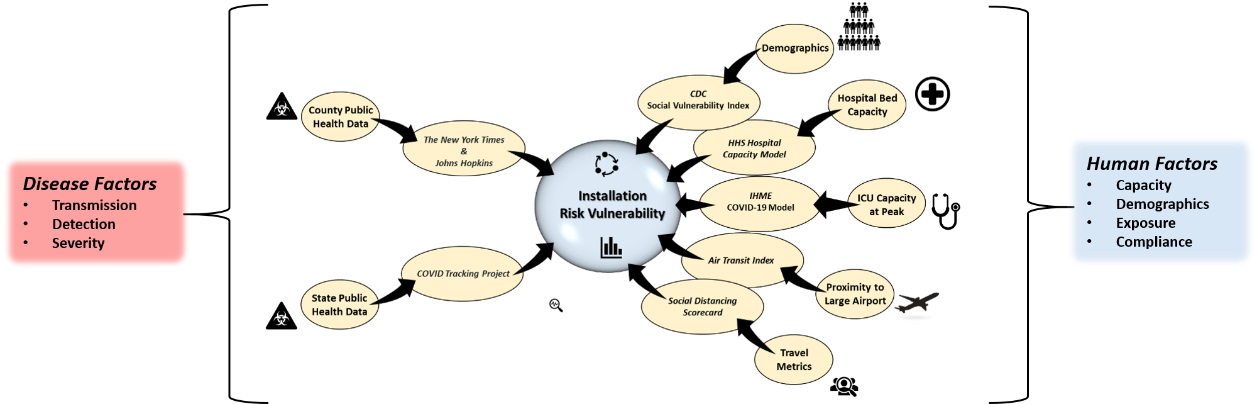 Disease Factors
• Transmission
• Detection
• Severity
County Public
Health Data
The New York Times
&
Johns Hopkins
State Public
Health Data
COVID Tracking Project
Installation
Risk Vulnerability
Demographics
CDC
Social Vulnerability Index
Hospital Bed
Capacity
HHS Hospital
Capacity Model
ICU Capacity
at Peak
IHME
COVID-19 Model
Proximity to
Large Airport
Air Transit Index
Travel
Metrics
Social Distancing
Scorecard
Human Factors
• Capacity
• Demographics
• Exposure
• Compliance